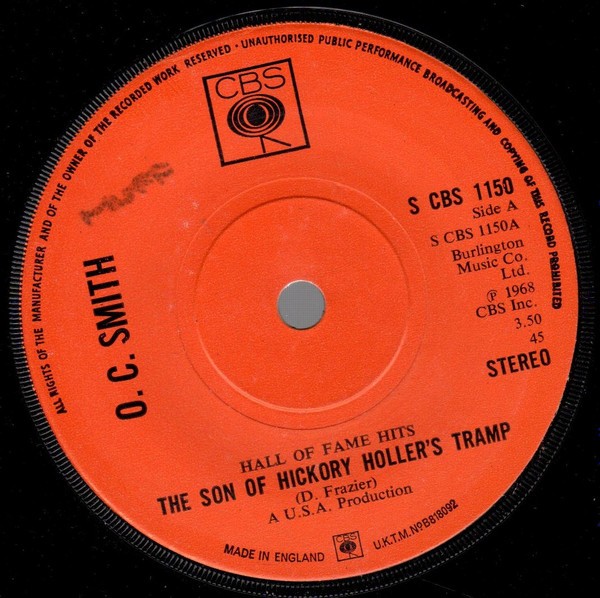 ALL RIGHTS OF THE MANUFACTURER AND OF THE OWNER OF THE RECORDED WORK RESERVED · UNAUTHORISED PUBLIC PERFORMANCE BROADCASTING AND COPYING OF THIS RECORD PROHIBITED
CBS
S CBS 1150
Side A
S CBS 1150A
Burlington
Music Co.
Ltd.
℗ 1968
CBS Inc.
3.50
45
STEREO
O. C. SMITH
HALL OF FAME HITS
THE SON OF HICKORY HOLLER'S TRAMP
(D. Frazier)
A U.S.A. Production
MADE IN ENGLAND
CBS
U.K.T.M. No B818092